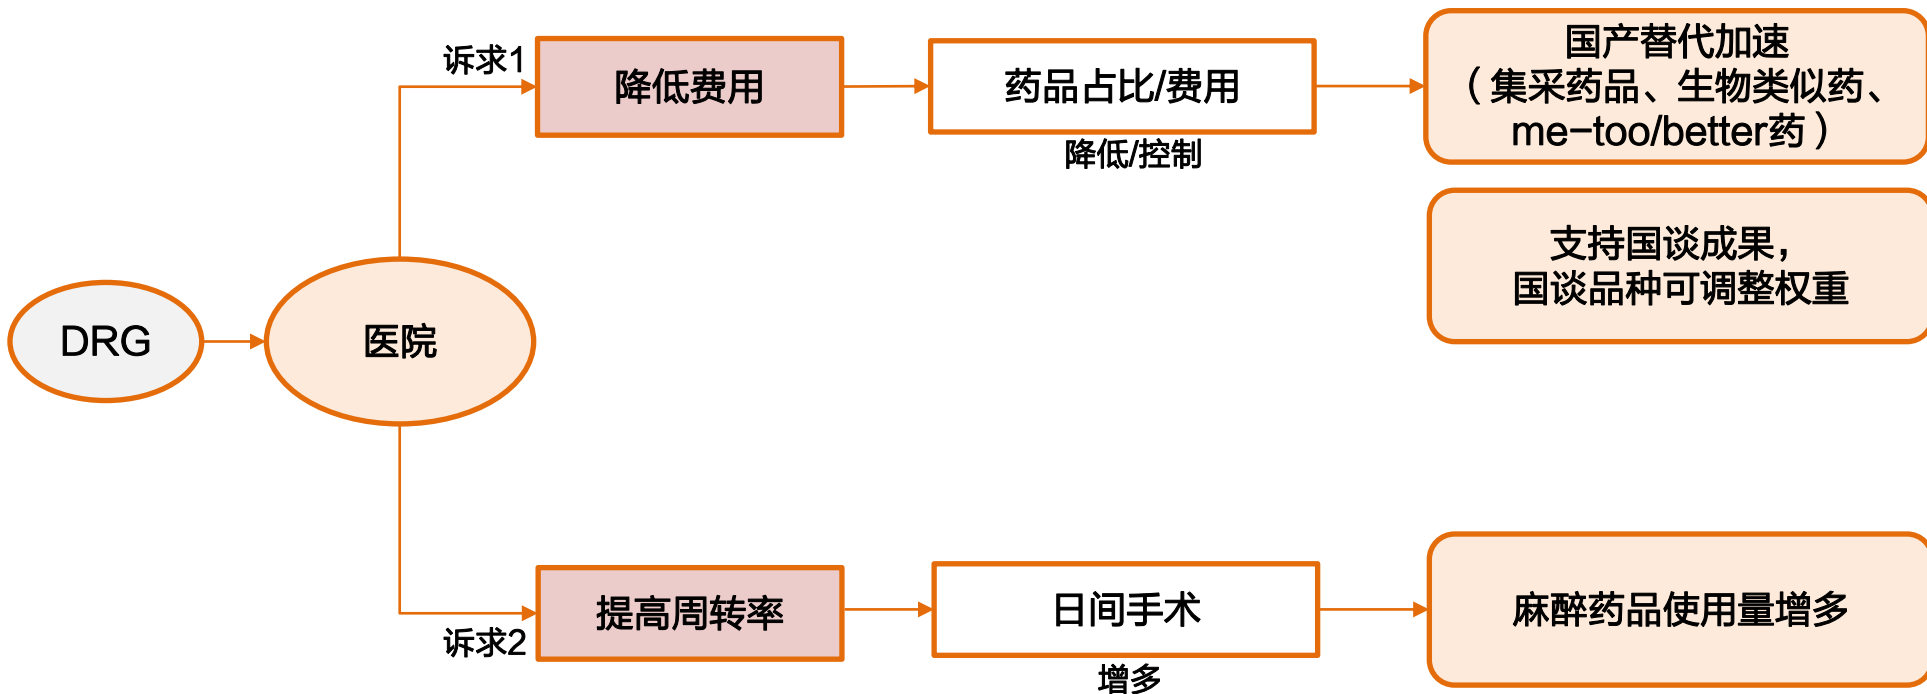 诉求1
降低费用
药品占比/费用
降低/控制
国产替代加速
（集采药品、生物类似药、
me-too/better药）
支持国谈成果，
国谈品种可调整权重
DRG
医院
提高周转率
诉求2
日间手术
增多
麻醉药品使用量增多